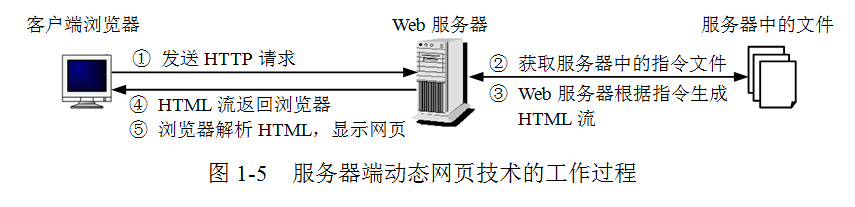 客户端浏览器
Web 服务器
服务器中的文件
① 发送 HTTP 请求
② 获取服务器中的指令文件
④ HTML 流返回浏览器
③ Web 服务器根据指令生成
HTML 流
⑤ 浏览器解析 HTML，显示网页
图 1-5 服务器端动态网页技术的工作过程